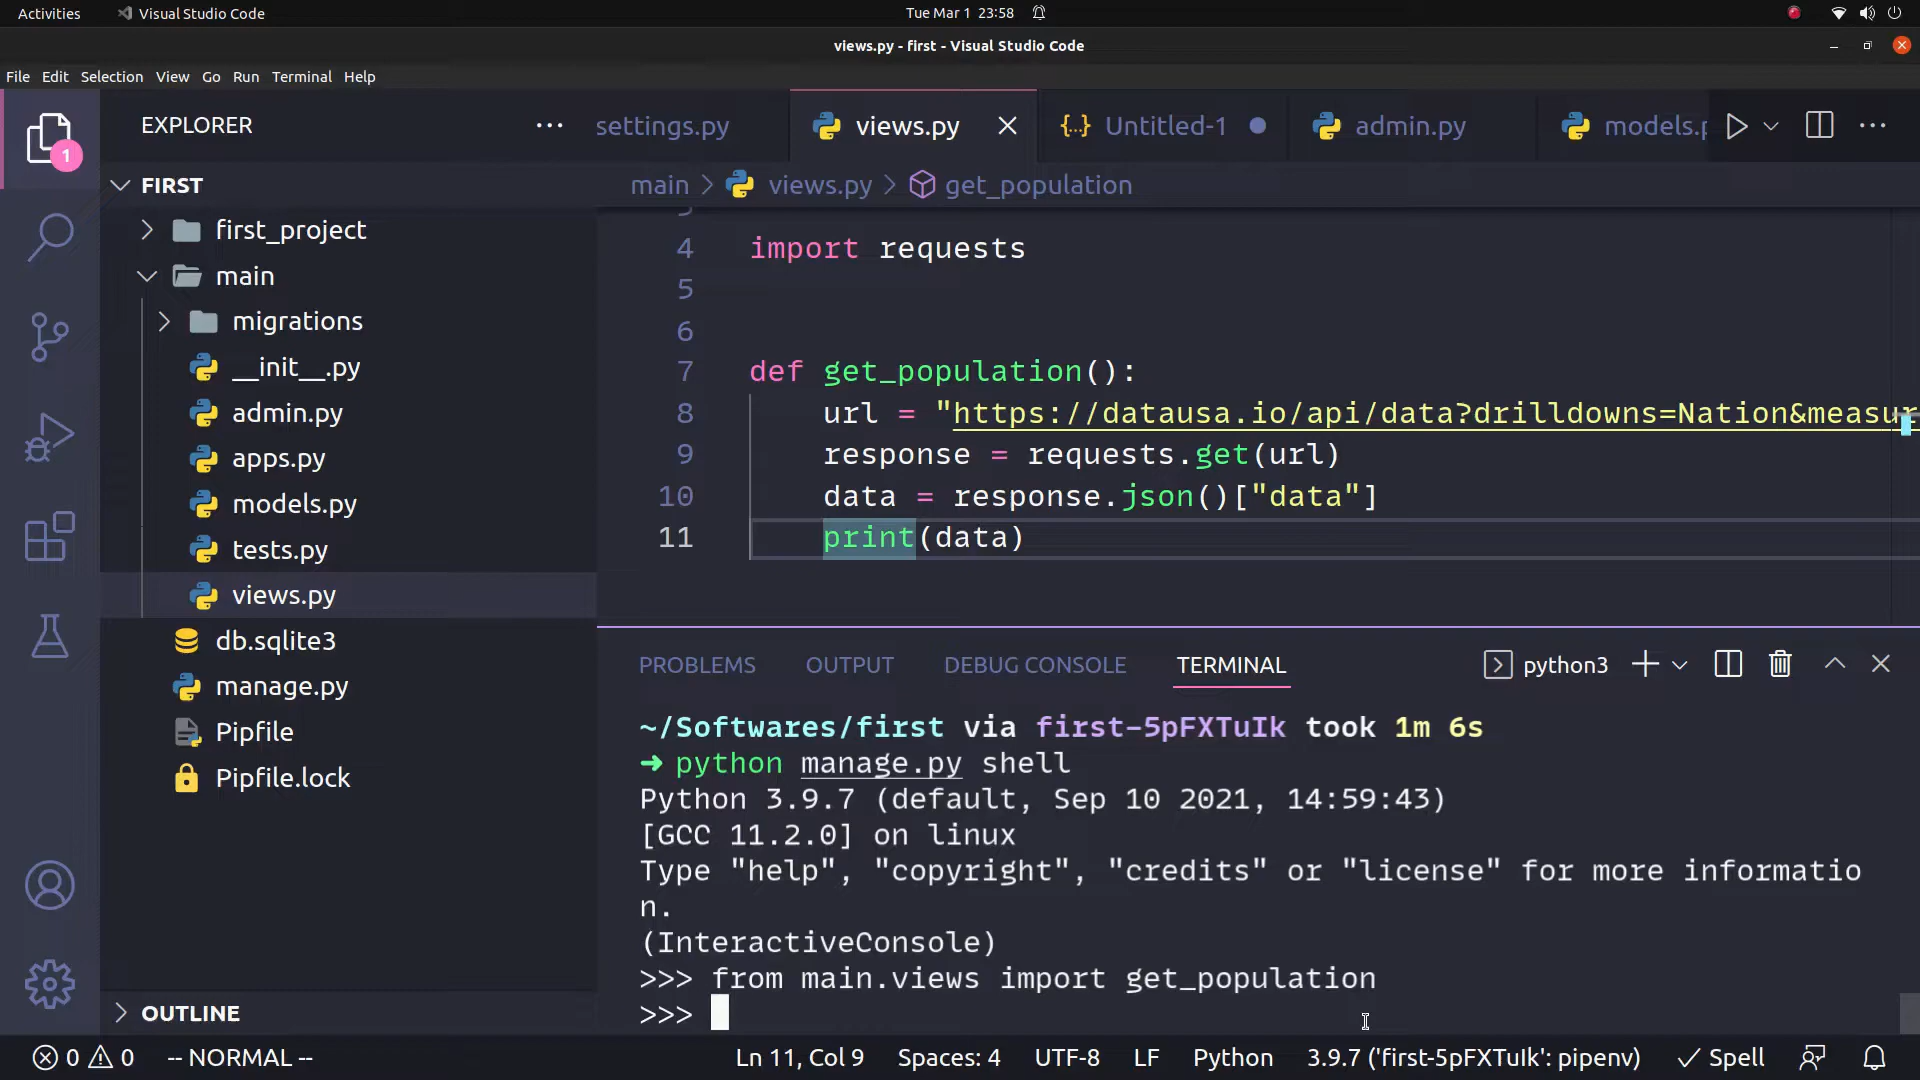 Activities
Visual Studio Code
Tue Mar 1 23:58
views.py - first - Visual Studio Code
File Edit Selection View Go Run Terminal Help
EXPLORER
settings.py
views.py
{..} Untitled-1
admin.py
models.p
1
FIRST
main > views.py > get_population
first_project
main
migrations
__init__.py
admin.py
apps.py
models.py
tests.py
views.py
db.sqlite3
manage.py
Pipfile
Pipfile.lock
OUTLINE
4 import requests
5
6
7 def get_population():
8 url = "https://datausa.io/api/data?drilldowns=Nation&measur
9 response = requests.get(url)
10 data = response.json()["data"]
11 print(data)
PROBLEMS OUTPUT DEBUG CONSOLE TERMINAL
python3
~/Softwares/first via first-5pFXTuIk took 1m 6s
➜ python manage.py shell
Python 3.9.7 (default, Sep 10 2021, 14:59:43)
[GCC 11.2.0] on linux
Type "help", "copyright", "credits" or "license" for more informatio
n.
(InteractiveConsole)
>>> from main.views import get_population
>>>
0 0 -- NORMAL -- Ln 11, Col 9 Spaces: 4 UTF-8 LF Python 3.9.7 ('first-5pFXTuIk': pipenv) Spell